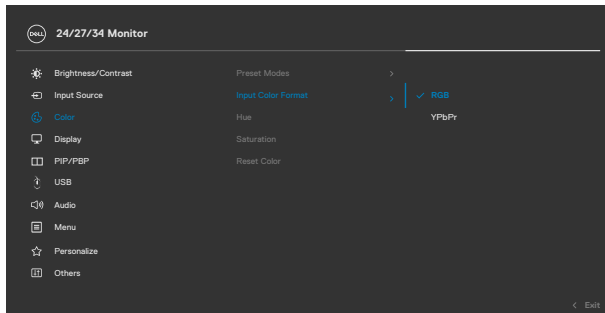 DELL
24/27/34 Monitor
Brightness/Contrast
Preset Modes
Input Source
Input Color Format
RGB
Color
Hue
YPbPr
Display
Saturation
PIP/PBP
Reset Color
USB
Audio
Menu
Personalize
Others
Exit